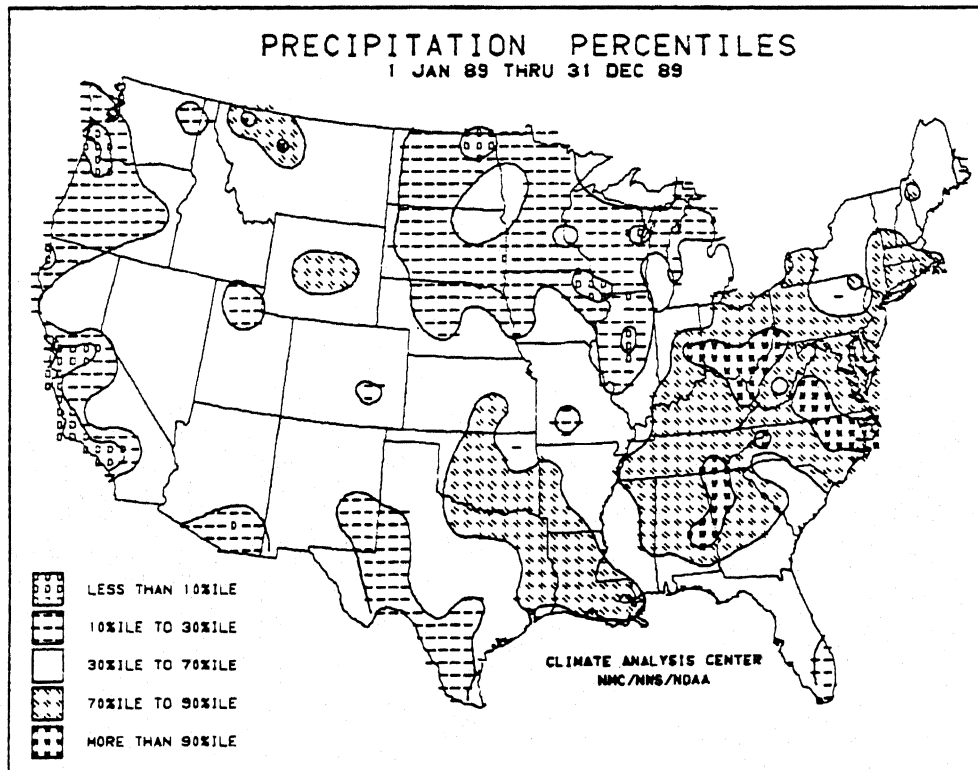 PRECIPITATION PERCENTILES
1 JAN 89 THRU 31 DEC 89
LESS THAN 10%ILE
10%ILE TO 30%ILE
30%ILE TO 70%ILE
70%ILE TO 90%ILE
MORE THAN 90%ILE
CLIMATE ANALYSIS CENTER
NMC/NWS/NOAA